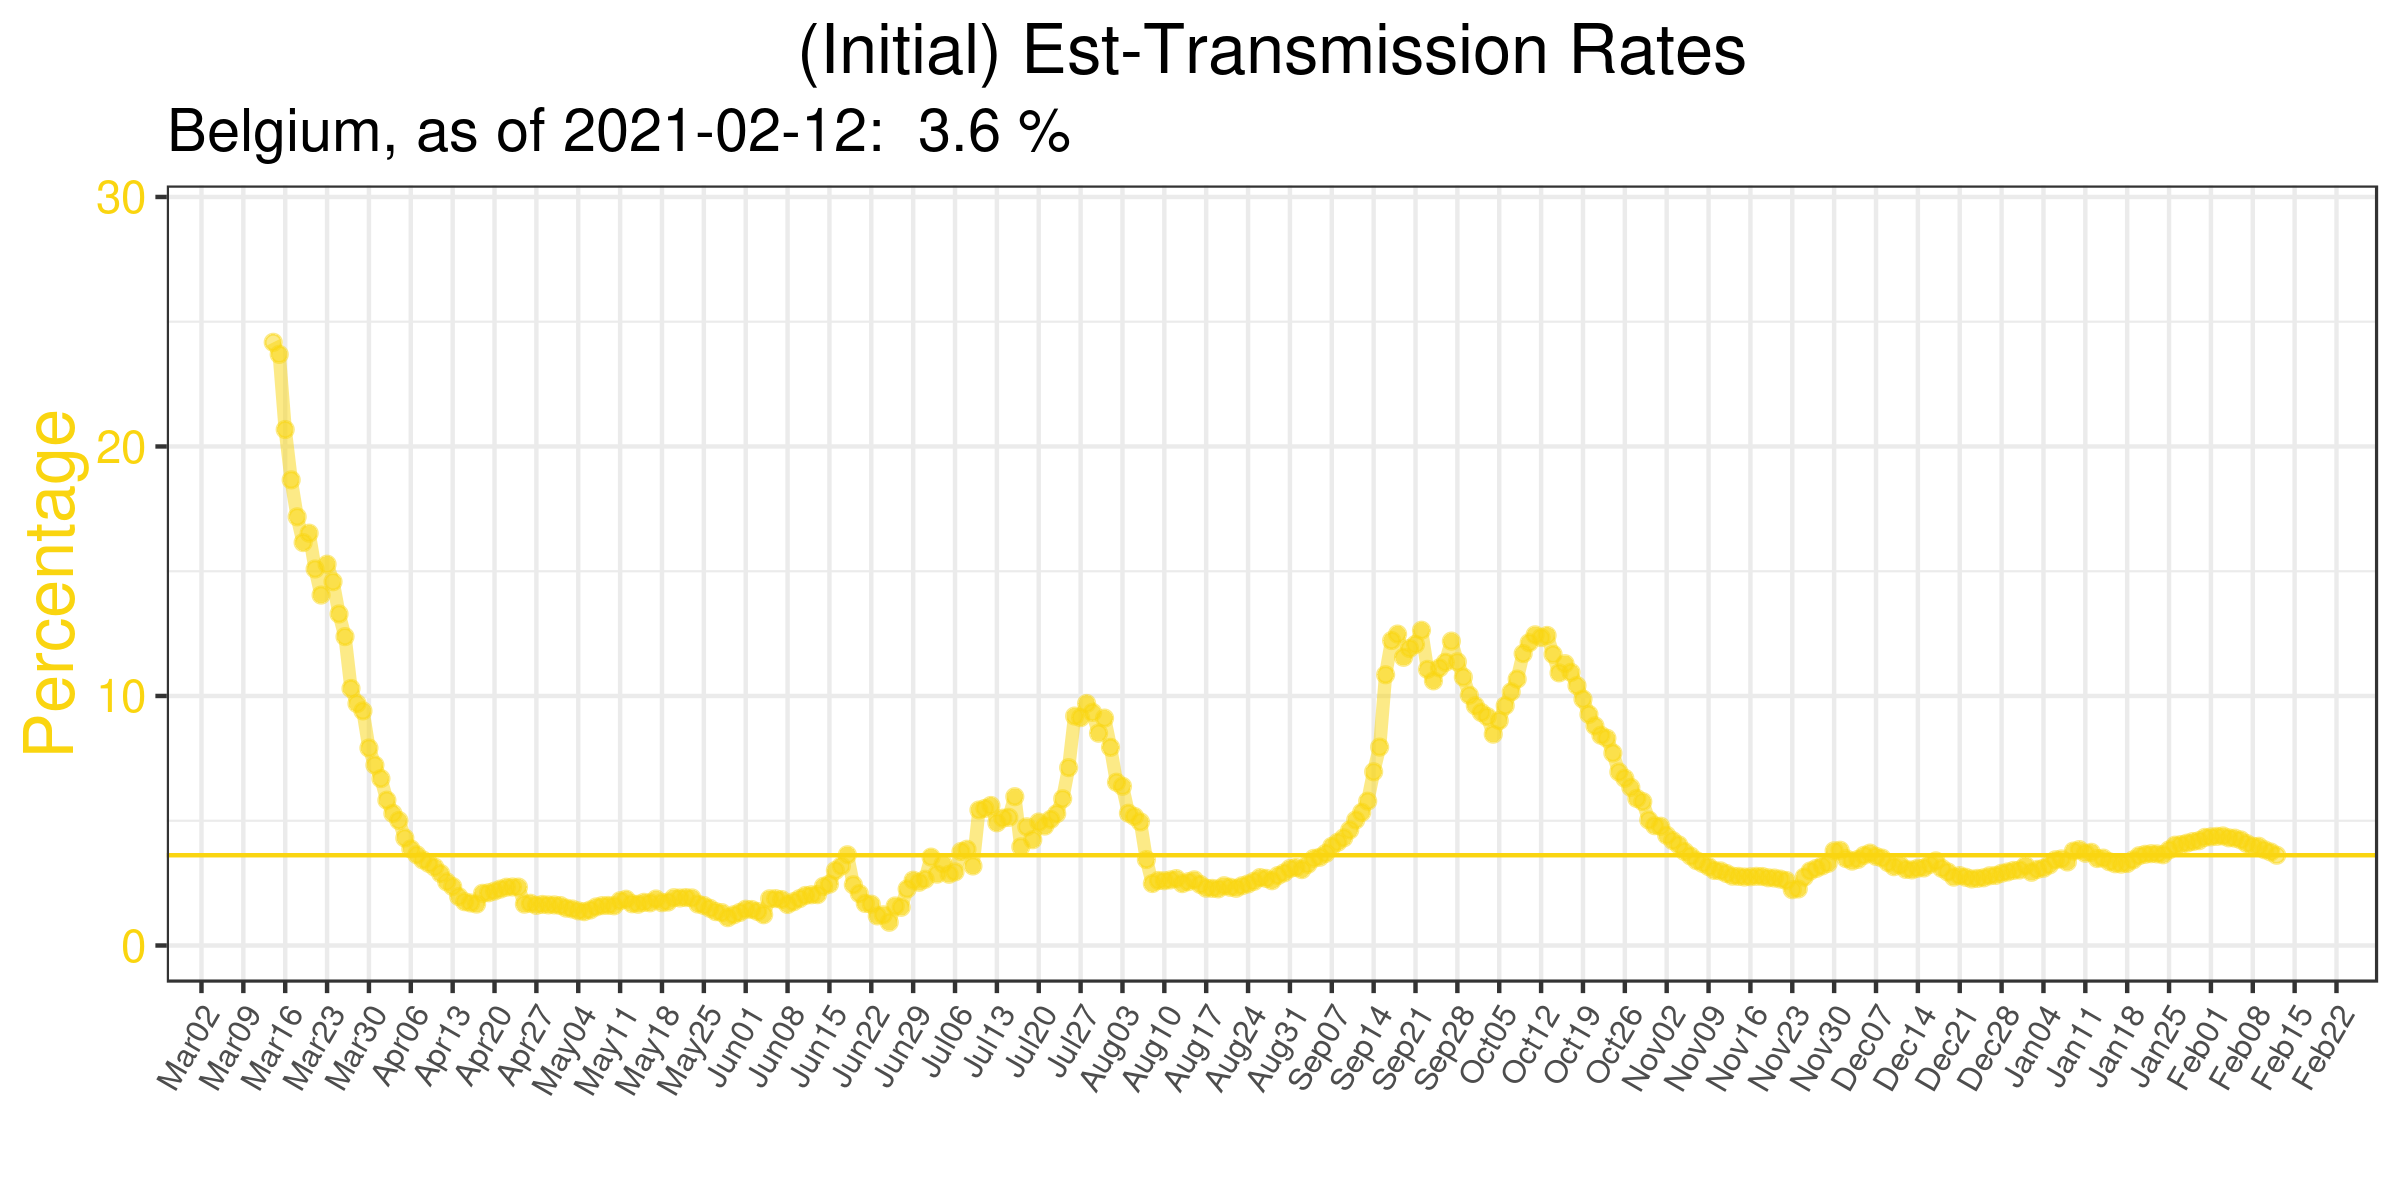 (Initial) Est-Transmission Rates
Belgium, as of 2021-02-12:  3.6 %
Percentage
30
20
10
0
Mar02
Mar09
Mar16
Mar23
Mar30
Apr06
Apr13
Apr20
Apr27
May04
May11
May18
May25
Jun01
Jun08
Jun15
Jun22
Jun29
Jul06
Jul13
Jul20
Jul27
Aug03
Aug10
Aug17
Aug24
Aug31
Sep07
Sep14
Sep21
Sep28
Oct05
Oct12
Oct19
Oct26
Nov02
Nov09
Nov16
Nov23
Nov30
Dec07
Dec14
Dec21
Dec28
Jan04
Jan11
Jan18
Jan25
Feb01
Feb08
Feb15
Feb22